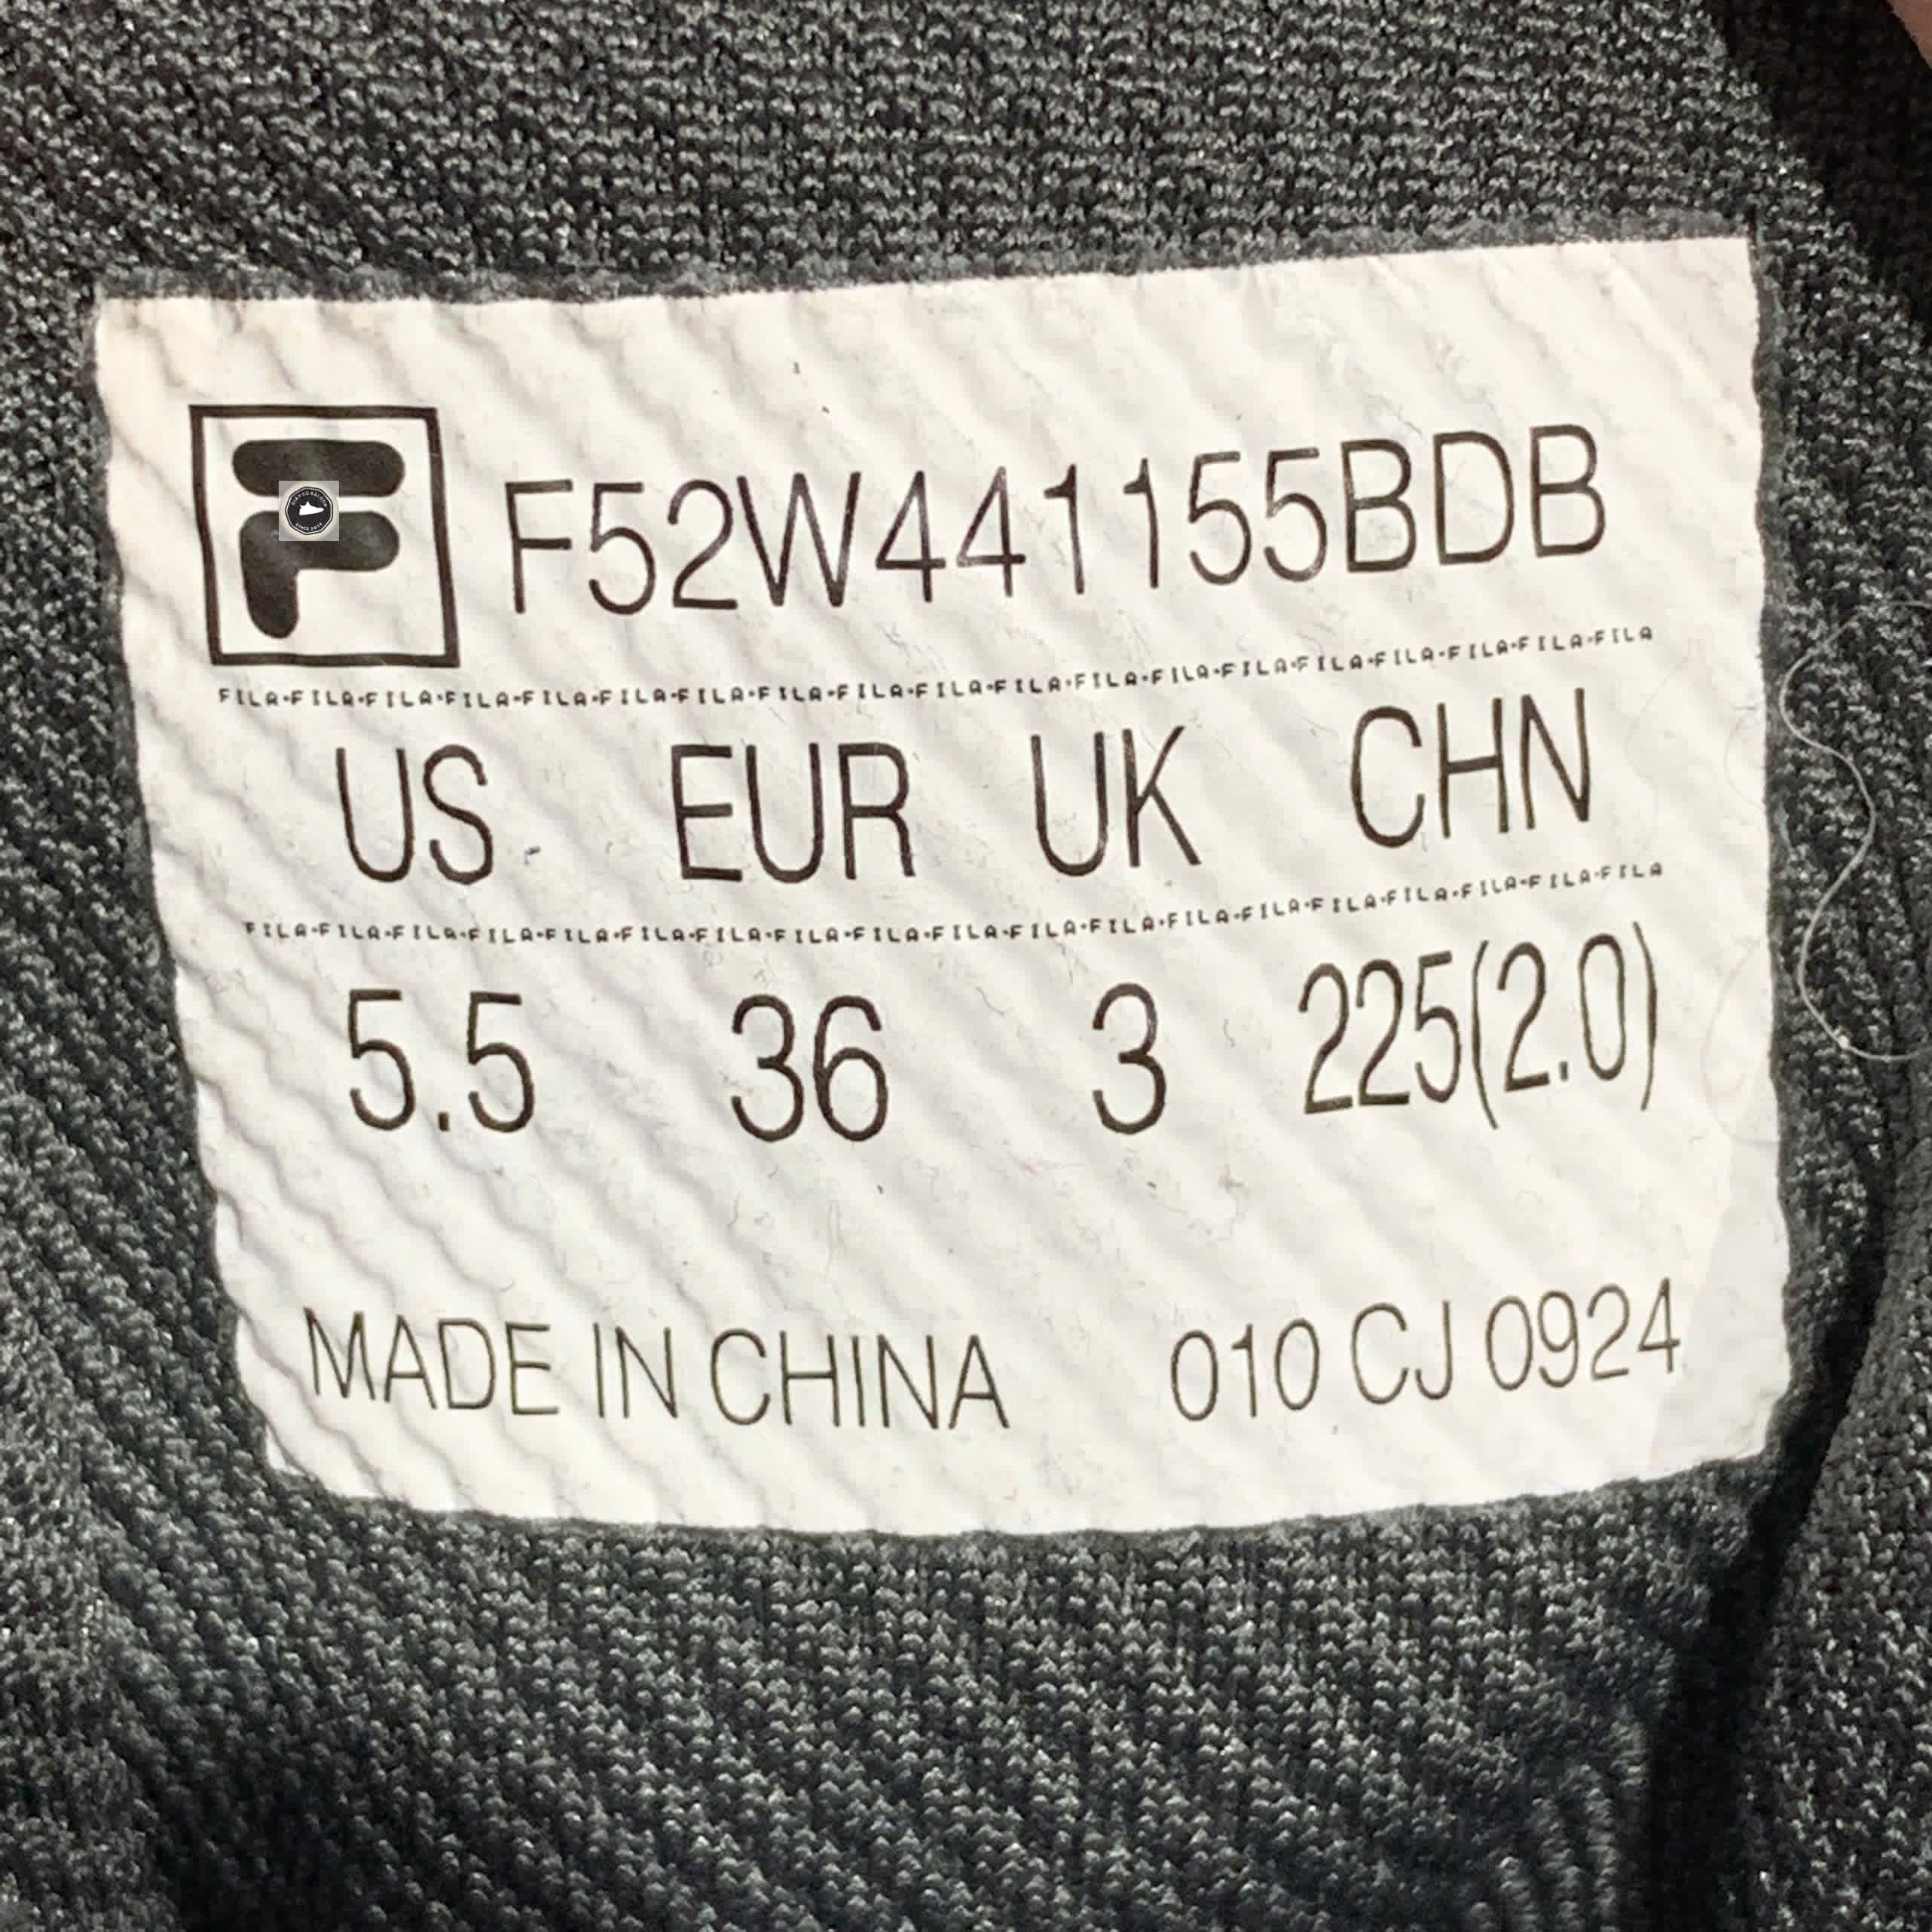 F52W441155BDB
FILA•FILA•FILA•FILA•FILA•FILA•FILA•FILA•FILA•FILA•FILA•FILA•FILA•FILA•FILA•FILA•FILA•FILA•FILA
US EUR UK CHN
FILA•FILA•FILA•FILA•FILA•FILA•FILA•FILA•FILA•FILA•FILA•FILA•FILA•FILA•FILA•FILA•FILA•FILA•FILA
5.5 36 3 225(2.0)
MADE IN CHINA 010 CJ 0924